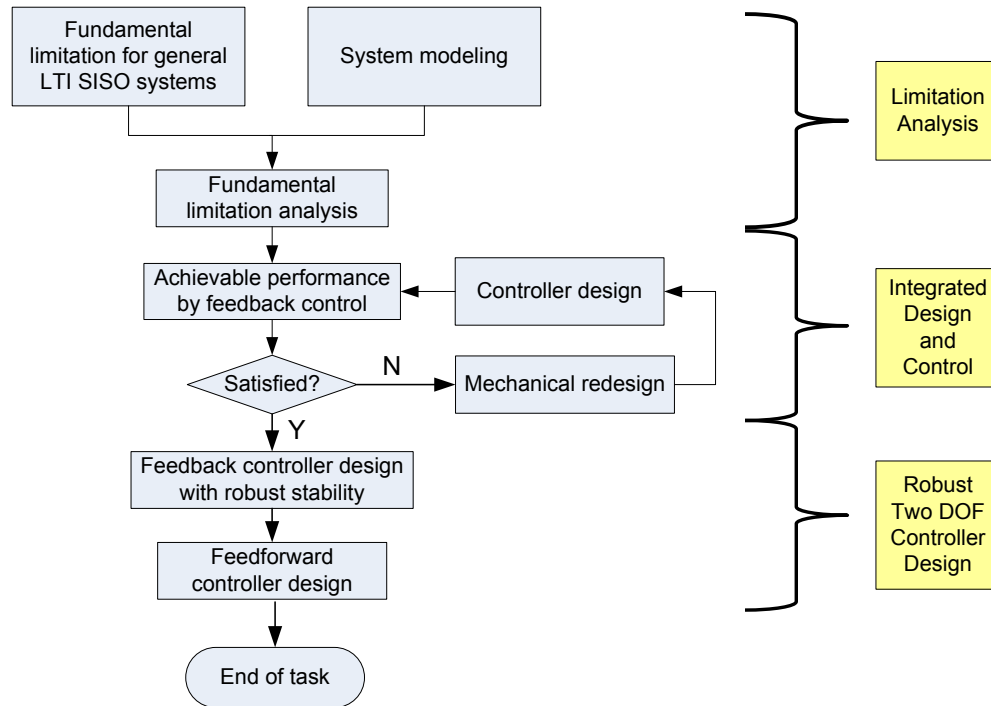 Fundamental
limitation for general
LTI SISO systems
System modeling
Limitation
Analysis
Fundamental
limitation analysis
Achievable performance
by feedback control
Controller design
Integrated
Design
and
Control
Satisfied?
N
Mechanical redesign
Y
Feedback controller design
with robust stability
Robust
Two DOF
Controller
Design
Feedforward
controller design
End of task